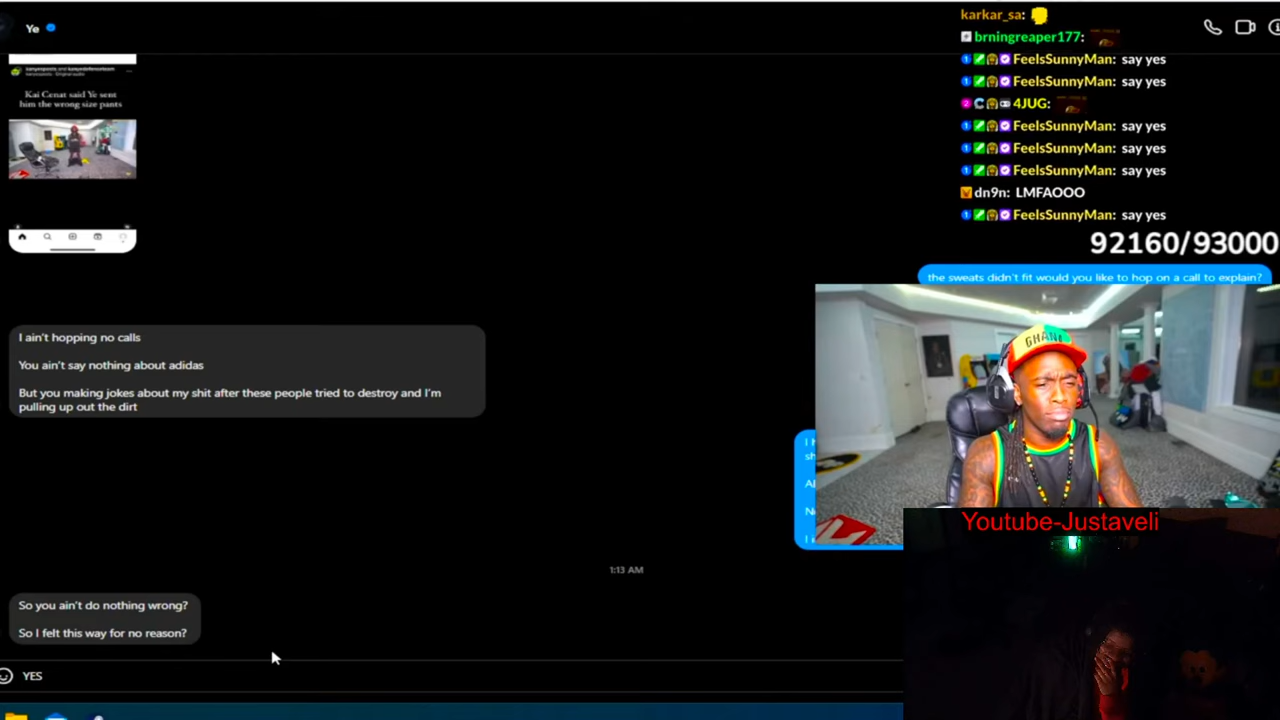 Ye
Kai Cenat said Ye sent
him the wrong size pants
karkar_sa:
brningreaper177:
FeelsSunnyMan: say yes
FeelsSunnyMan: say yes
4JUG:
FeelsSunnyMan: say yes
FeelsSunnyMan: say yes
FeelsSunnyMan: say yes
dn9n: LMFAOOO
FeelsSunnyMan: say yes
92160/93000
the sweats didn't fit would you like to hop on a call to explain?
I ain't hopping no calls
You ain't say nothing about adidas
But you making jokes about my shit after these people tried to destroy and I'm
pulling up out the dirt
GHANA
Youtube-Justaveli
1:13 AM
So you ain't do nothing wrong?
So I felt this way for no reason?
YES